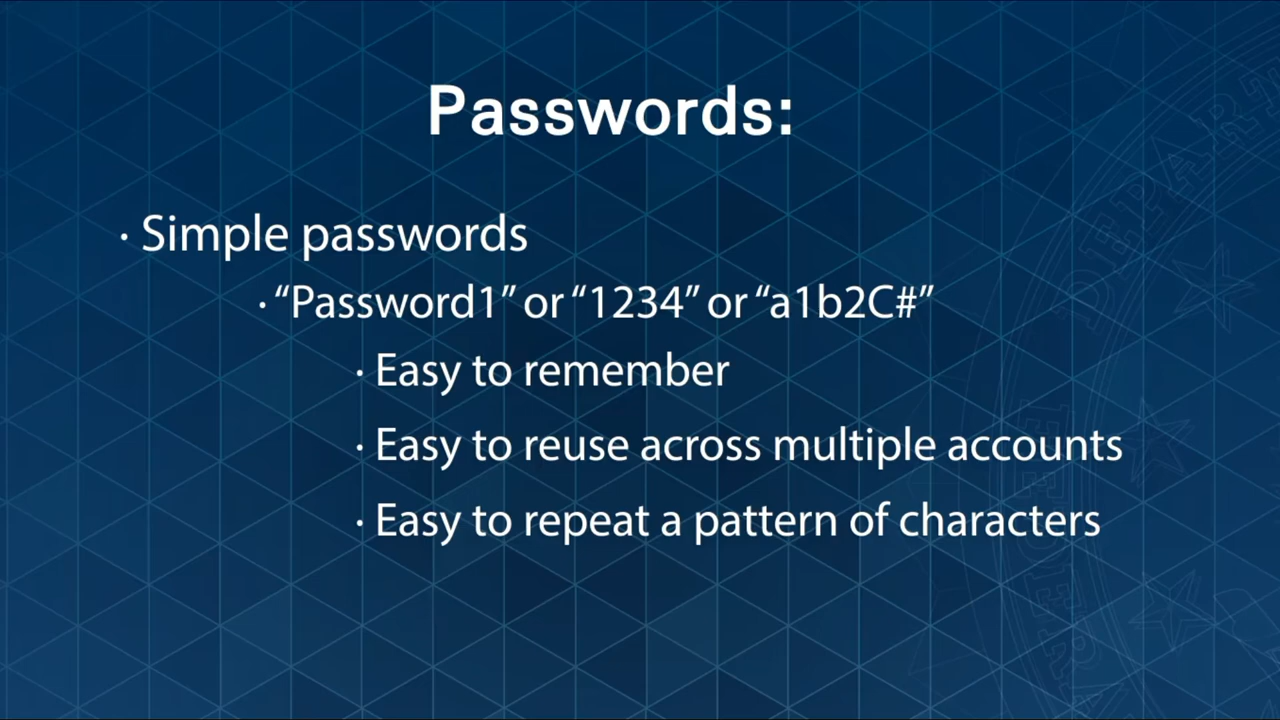 Passwords:
· Simple passwords
· “Password1” or “1234” or “a1b2C#”
· Easy to remember
· Easy to reuse across multiple accounts
· Easy to repeat a pattern of characters